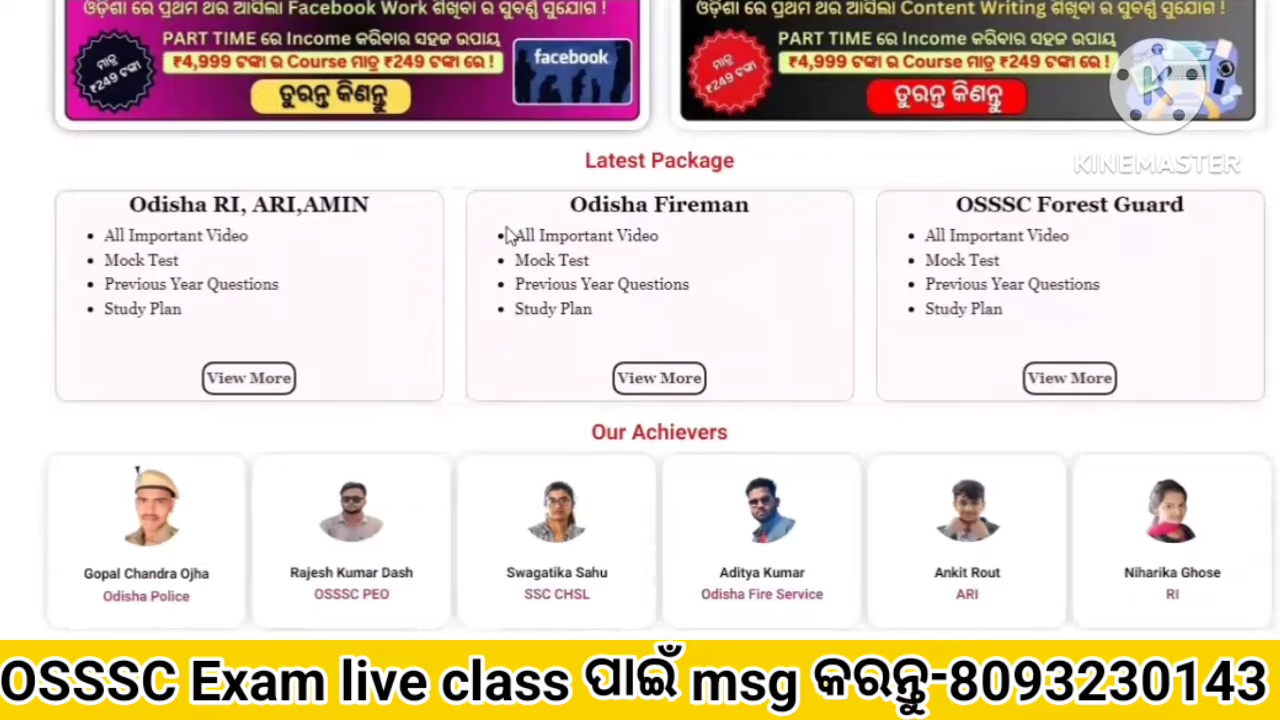 ଓଡ଼ିଶା ରେ ପ୍ରଥମ ଥର ଆସିଲା Facebook Work ଶିଖିବା ର ସୁବର୍ଣ୍ଣ ସୁଯୋଗ !
PART TIME ରେ Income କରିବାର ସହଜ ଉପାୟ
₹4,999 ଟଙ୍କା ର Course ମାତ୍ର ₹249 ଟଙ୍କା ରେ !
ମାତ୍ର
₹249 ଟଙ୍କା
facebook
ତୁରନ୍ତ କିଣନ୍ତୁ
ଓଡ଼ିଶା ରେ ପ୍ରଥମ ଥର ଆସିଲା Content Writing ଶିଖିବା ର ସୁବର୍ଣ୍ଣ ସୁଯୋଗ !
PART TIME ରେ Income କରିବାର ସହଜ ଉପାୟ
₹4,999 ଟଙ୍କା ର Course ମାତ୍ର ₹249 ଟଙ୍କା ରେ !
ମାତ୍ର
₹249 ଟଙ୍କା
ତୁରନ୍ତ କିଣନ୍ତୁ
K
KINEMASTER
Latest Package
Odisha RI, ARI,AMIN
All Important Video
Mock Test
Previous Year Questions
Study Plan
View More
Odisha Fireman
All Important Video
Mock Test
Previous Year Questions
Study Plan
View More
OSSSC Forest Guard
All Important Video
Mock Test
Previous Year Questions
Study Plan
View More
Our Achievers
Gopal Chandra Ojha
Odisha Police
Rajesh Kumar Dash
OSSSC PEO
Swagatika Sahu
SSC CHSL
Aditya Kumar
Odisha Fire Service
Ankit Rout
ARI
Niharika Ghose
RI
OSSSC Exam live class ପାଇଁ msg କରନ୍ତୁ-8093230143